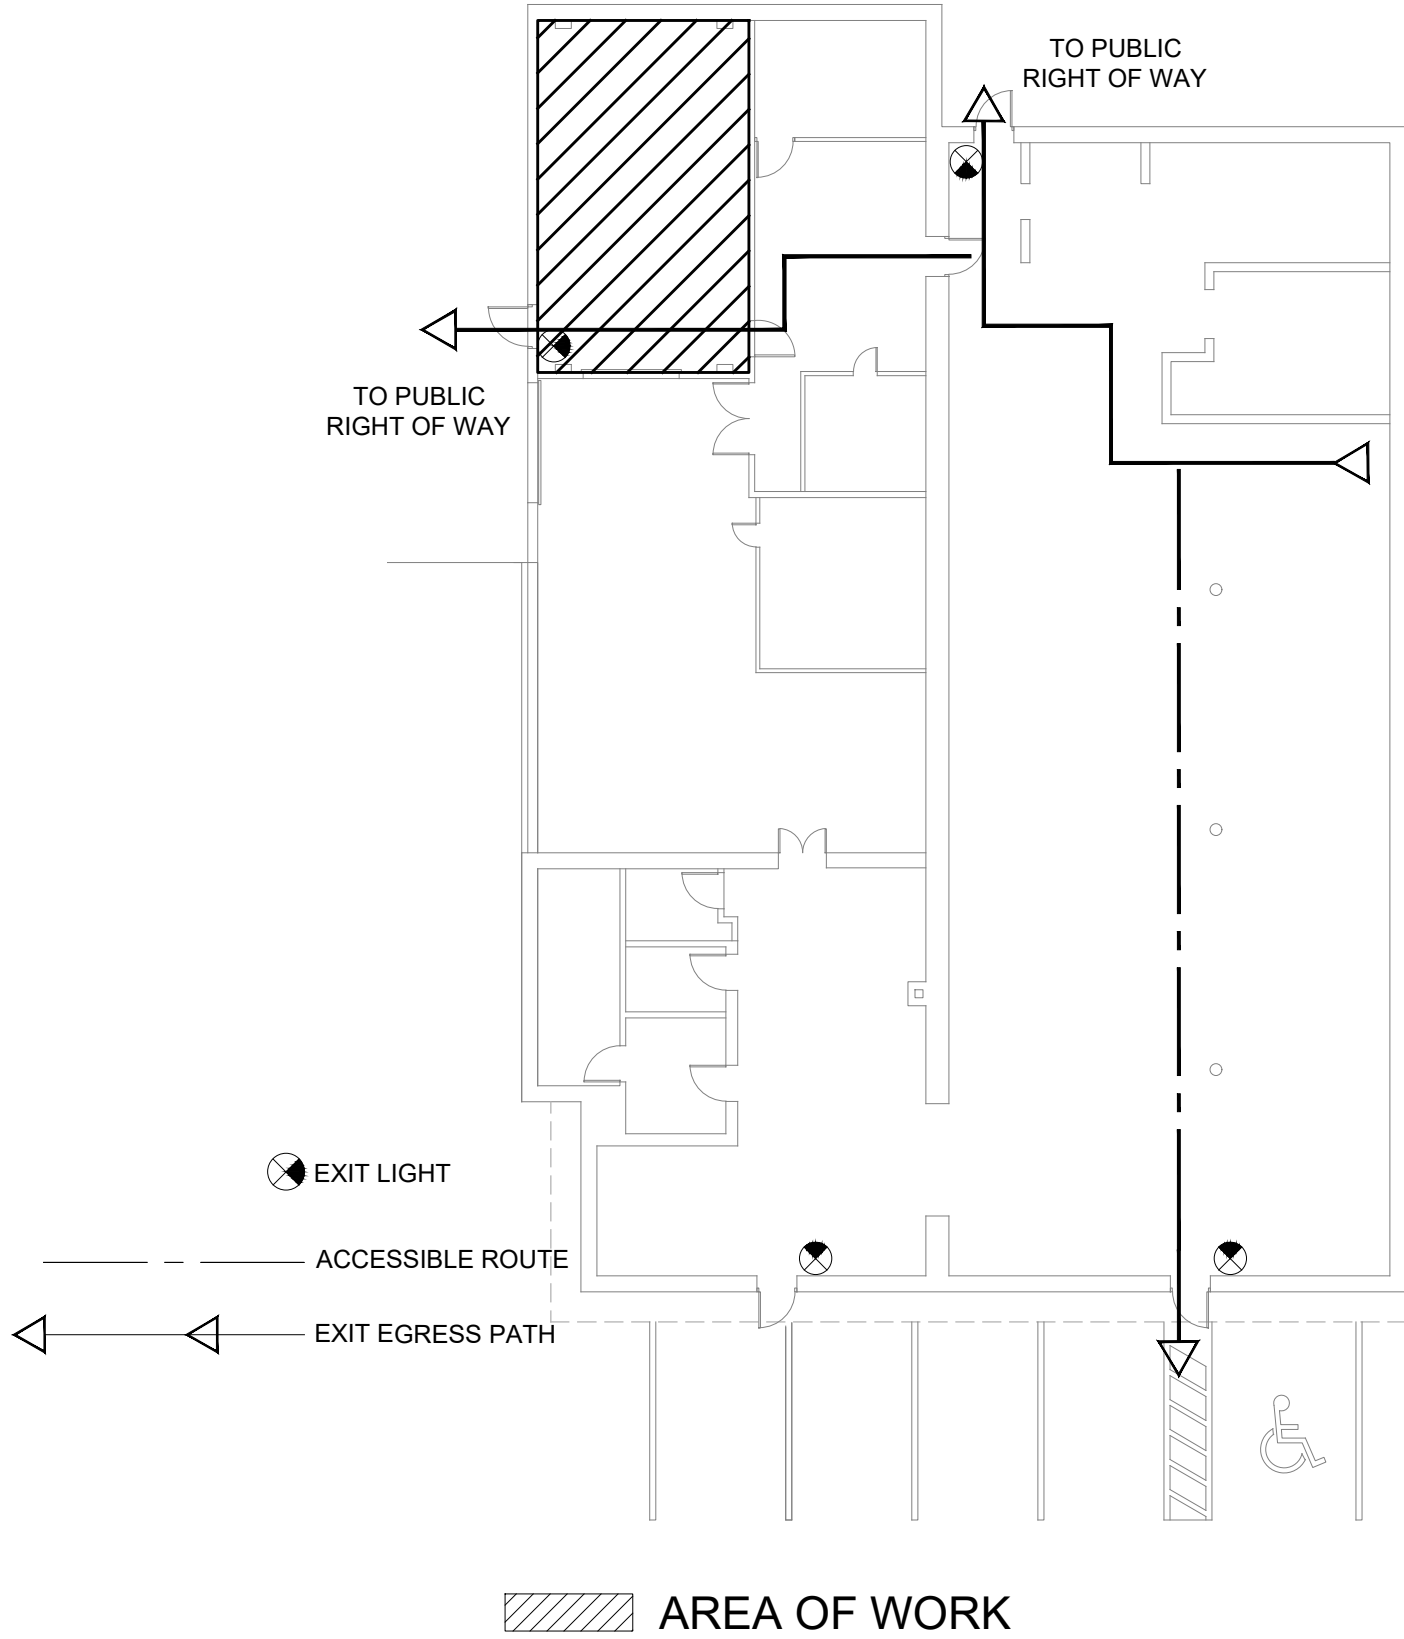 TO PUBLIC
RIGHT OF WAY
TO PUBLIC
RIGHT OF WAY
EXIT LIGHT
ACCESSIBLE ROUTE
EXIT EGRESS PATH
AREA OF WORK